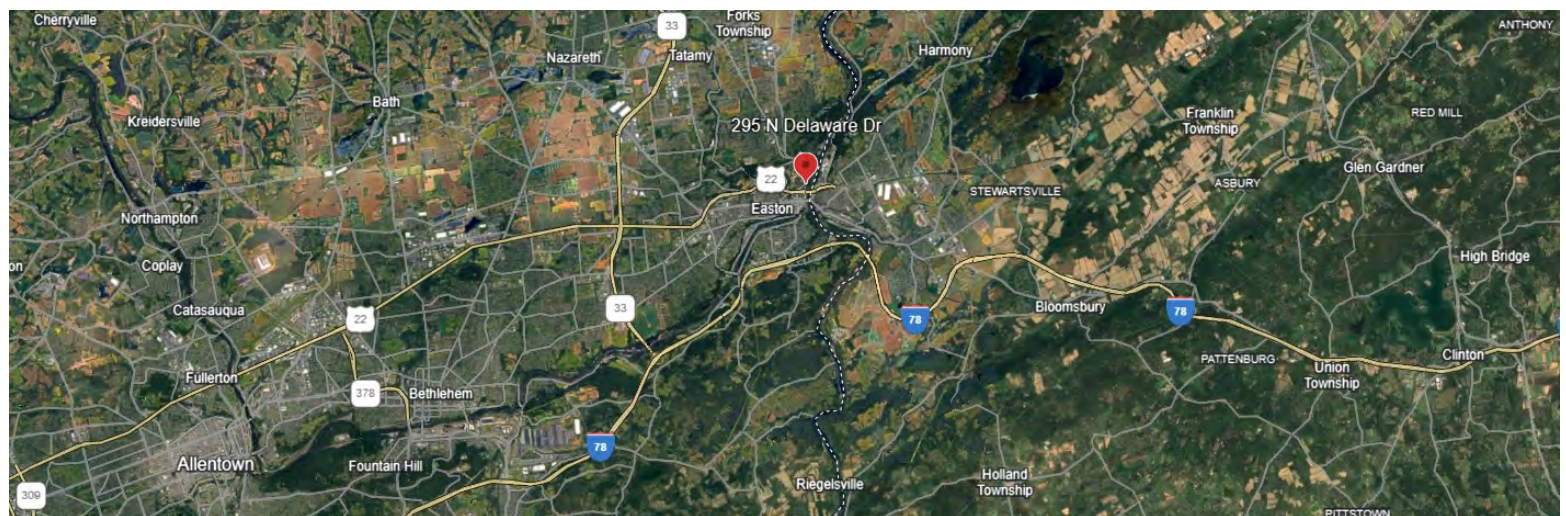 Cherryville
33
Forks
Township
ANTHONY
Tatamy
Harmony
Nazareth
Bath
Franklin
Township
RED MILL
Kreidersville
295 N Delaware Dr
Glen Gardner
22
ASBURY
STEWARTSVILLE
Easton
Northampton
High Bridge
on
Coplay
Catasauqua
33
Bloomsbury
78
22
78
Clinton
PATTENBURG
Union
Township
Fullerton
378
Bethlehem
78
Allentown
Fountain Hill
Holland
Township
Riegelsville
309
PITTSTOWN